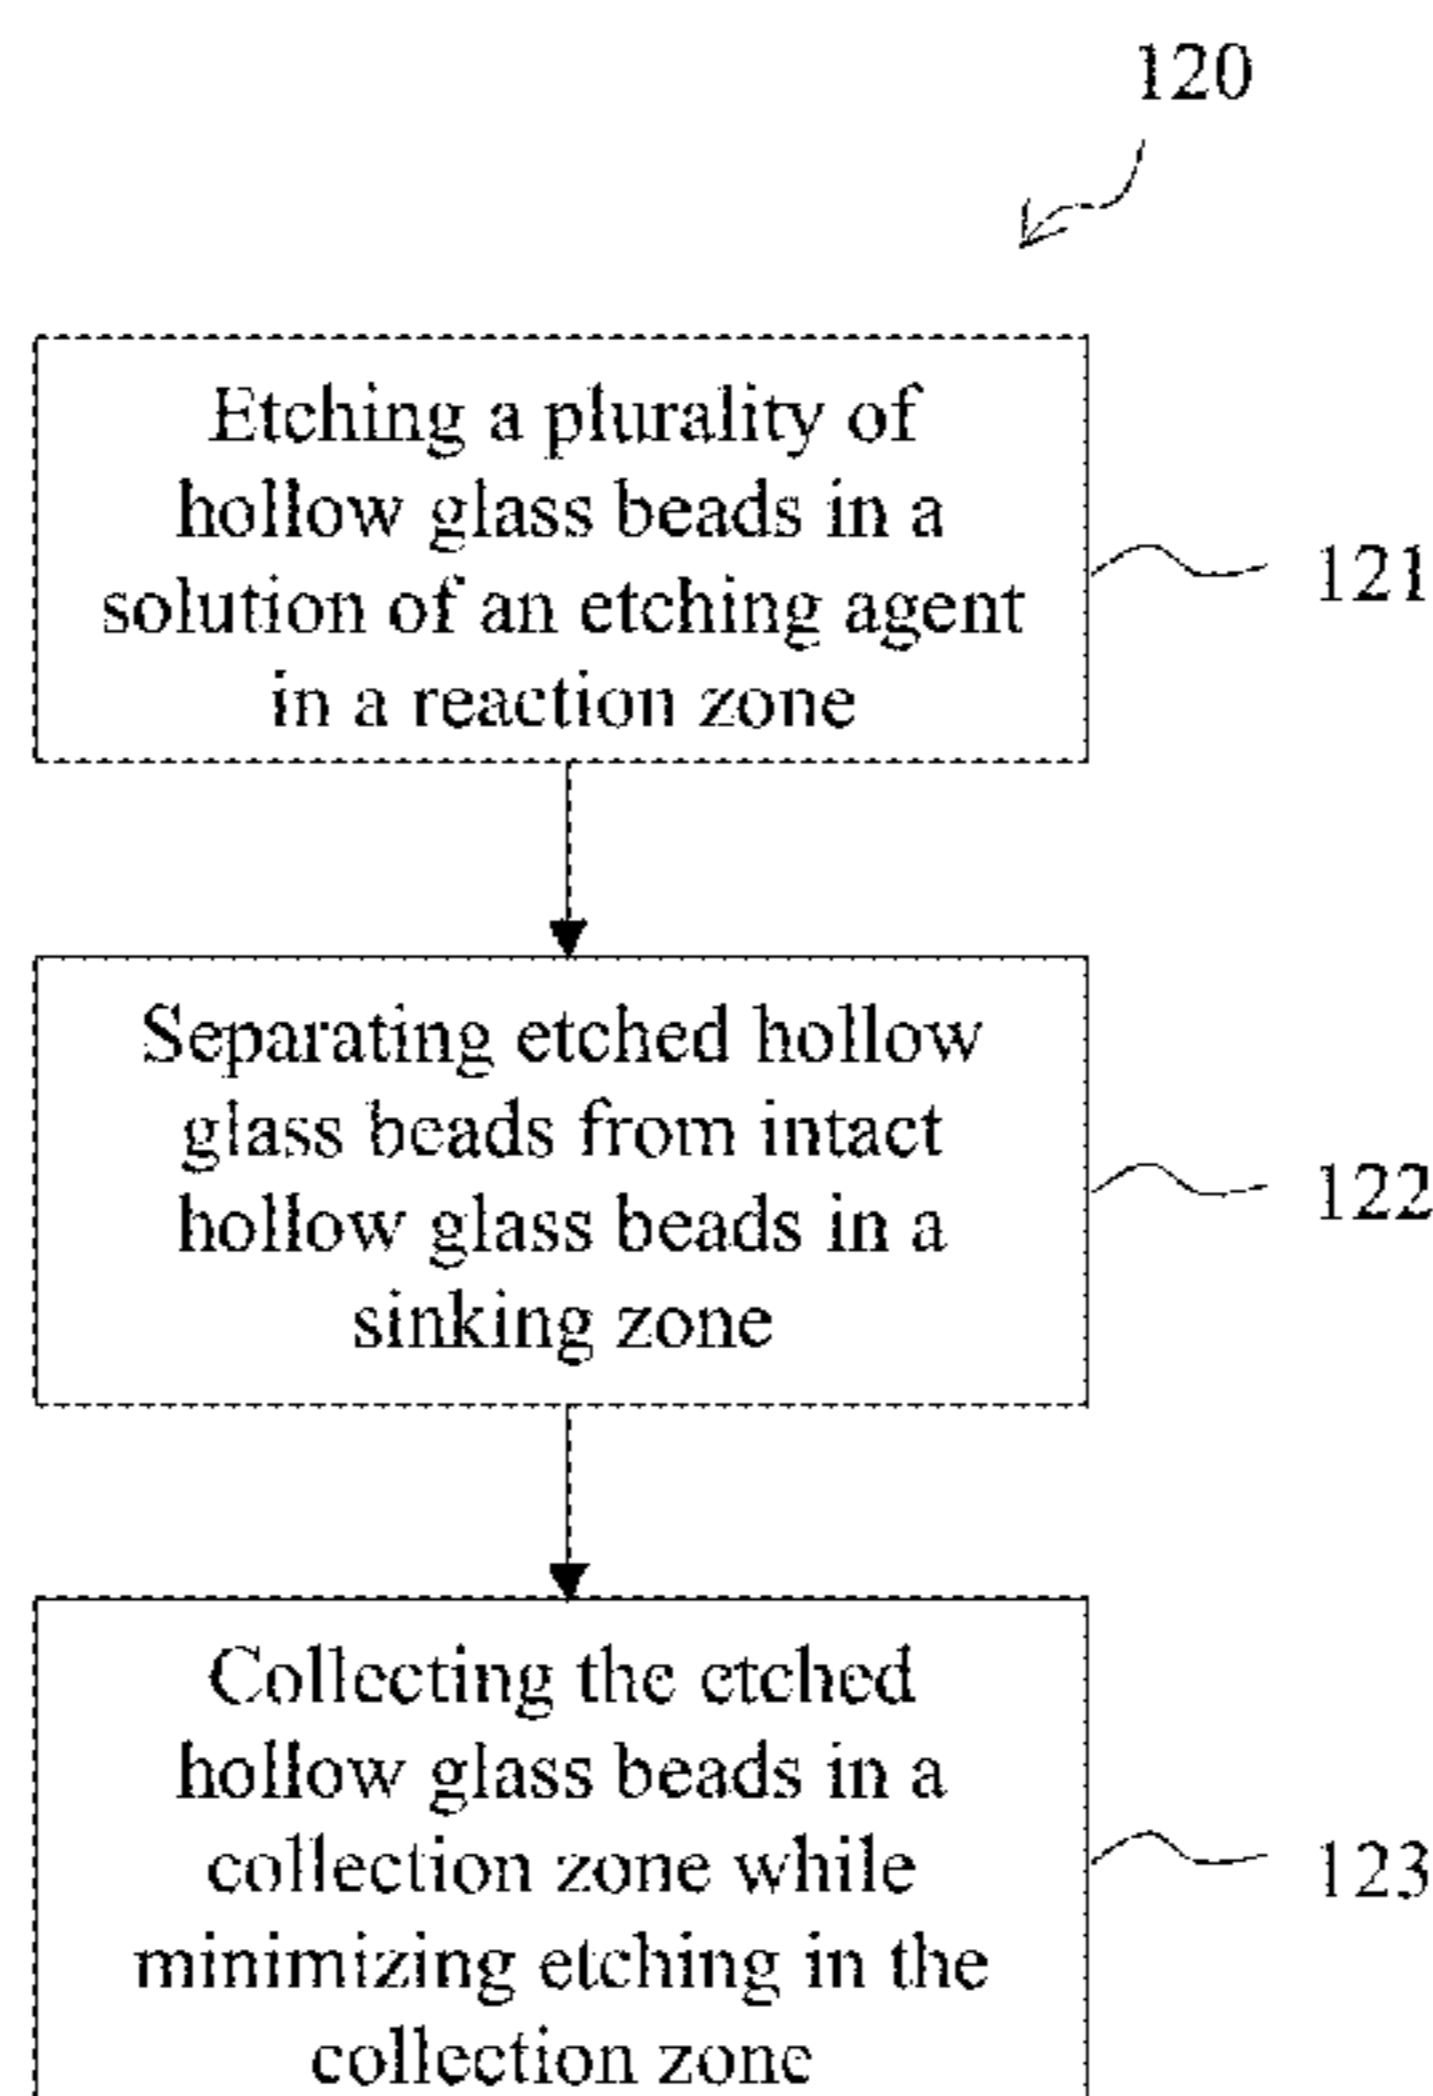 120
Etching a plurality of
hollow glass beads in a
solution of an etching agent
in a reaction zone
121
Separating etched hollow
glass beads from intact
hollow glass beads in a
sinking zone
122
Collecting the etched
hollow glass beads in a
collection zone while
minimizing etching in the
collection zone
123